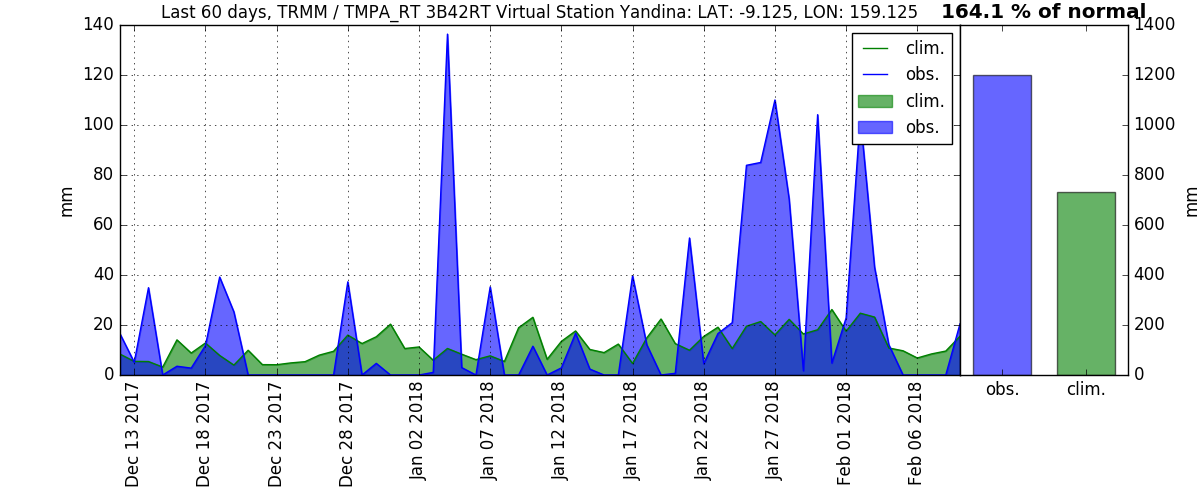 Last 60 days, TRMM / TMPA_RT 3B42RT Virtual Station Yandina: LAT: -9.125, LON: 159.125
164.1 % of normal
140
120
100
80
60
40
20
0
mm
Dec 13 2017
Dec 18 2017
Dec 23 2017
Dec 28 2017
Jan 02 2018
Jan 07 2018
Jan 12 2018
Jan 17 2018
Jan 22 2018
Jan 27 2018
Feb 01 2018
Feb 06 2018
clim.
obs.
clim.
obs.
obs.
clim.
1400
1200
1000
800
600
400
200
0
mm